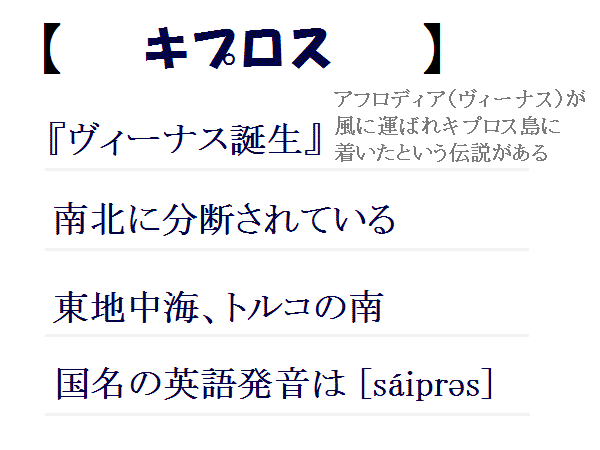 【 キプロス 】
『ヴィーナス誕生』
アフロディア(ヴィーナス)が
風に運ばれキプロス島に
着いたという伝説がある
南北に分断されている
東地中海、トルコの南
国名の英語発音は [sáiprəs]